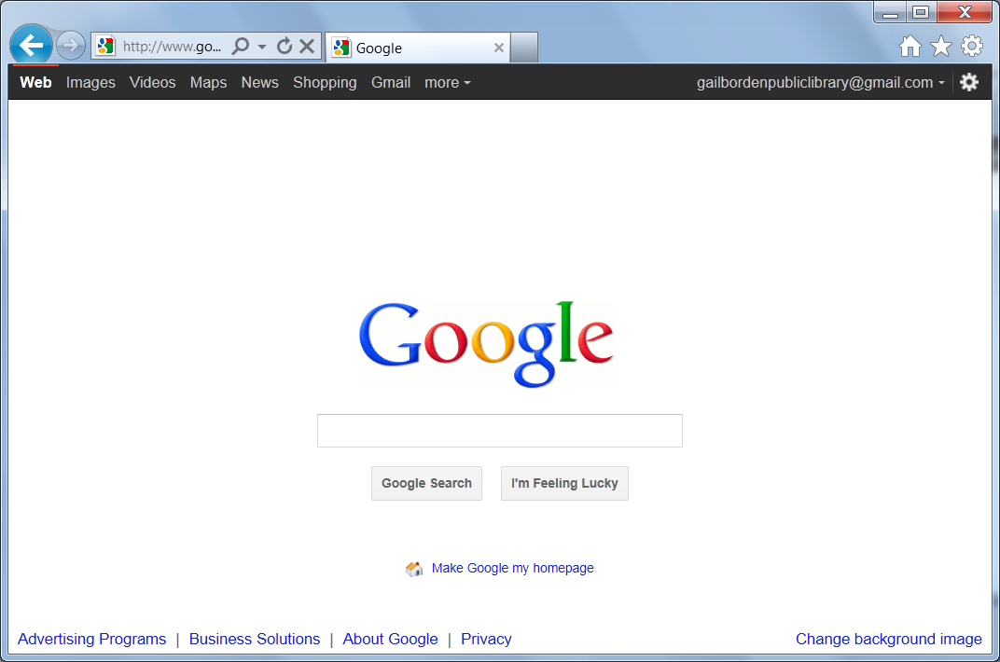 http://www.go...
Google
Web Images Videos Maps News Shopping Gmail more gailbordenpubliclibrary@gmail.com
Google
Google Search I'm Feeling Lucky
Make Google my homepage
Advertising Programs | Business Solutions | About Google | Privacy Change background image